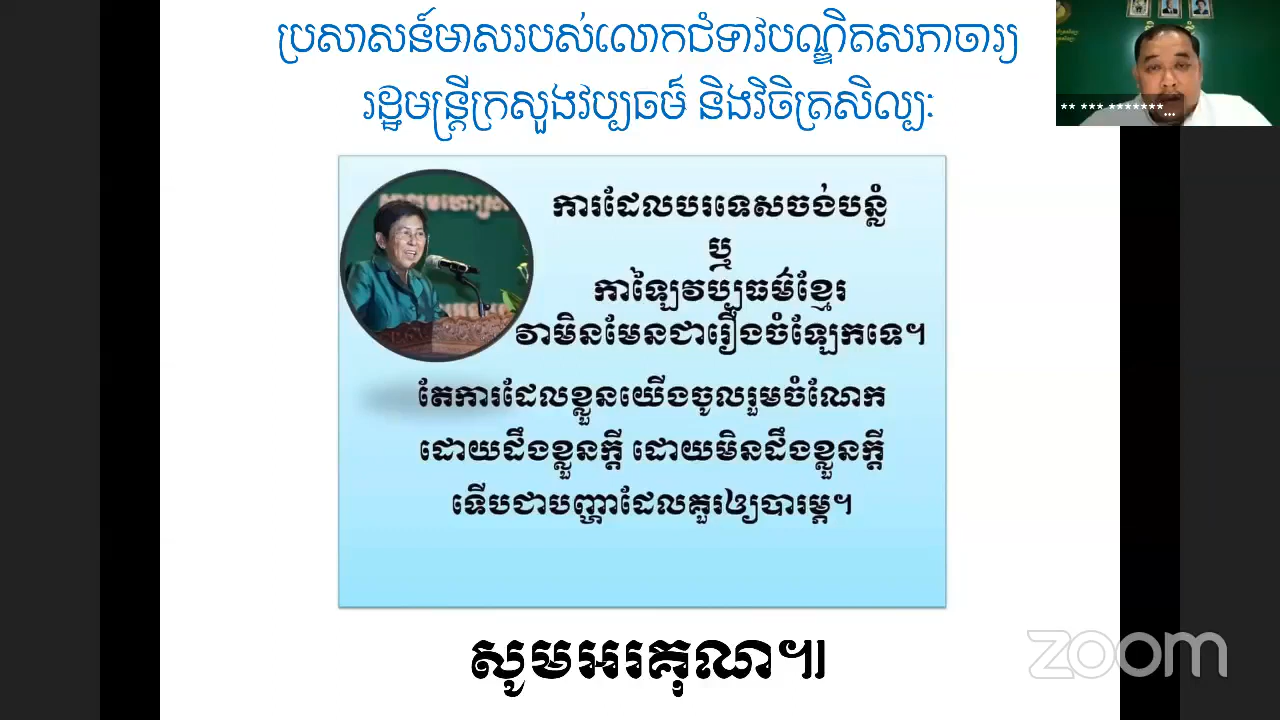 ប្រសាសន៍មាសរបស់លោកជំទាវបណ្ឌិតសភាចារ្យ
រដ្ឋមន្ត្រីក្រសួងវប្បធម៌ និងវិចិត្រសិល្បៈ
ការដែលបរទេសចង់បន្លំ
ឬ
កាឡៃវប្បធម៌ខ្មែរ
វាមិនមែនជារឿងចំឡែកទេ។
តែការដែលខ្លួនយើងចូលរួមចំណែក
ដោយដឹងខ្លួនក្តី ដោយមិនដឹងខ្លួនក្តី
ទើបជាបញ្ហាដែលគួរឲ្យបារម្ភ។
សូមអរគុណ៕
zoom
** *** *******...